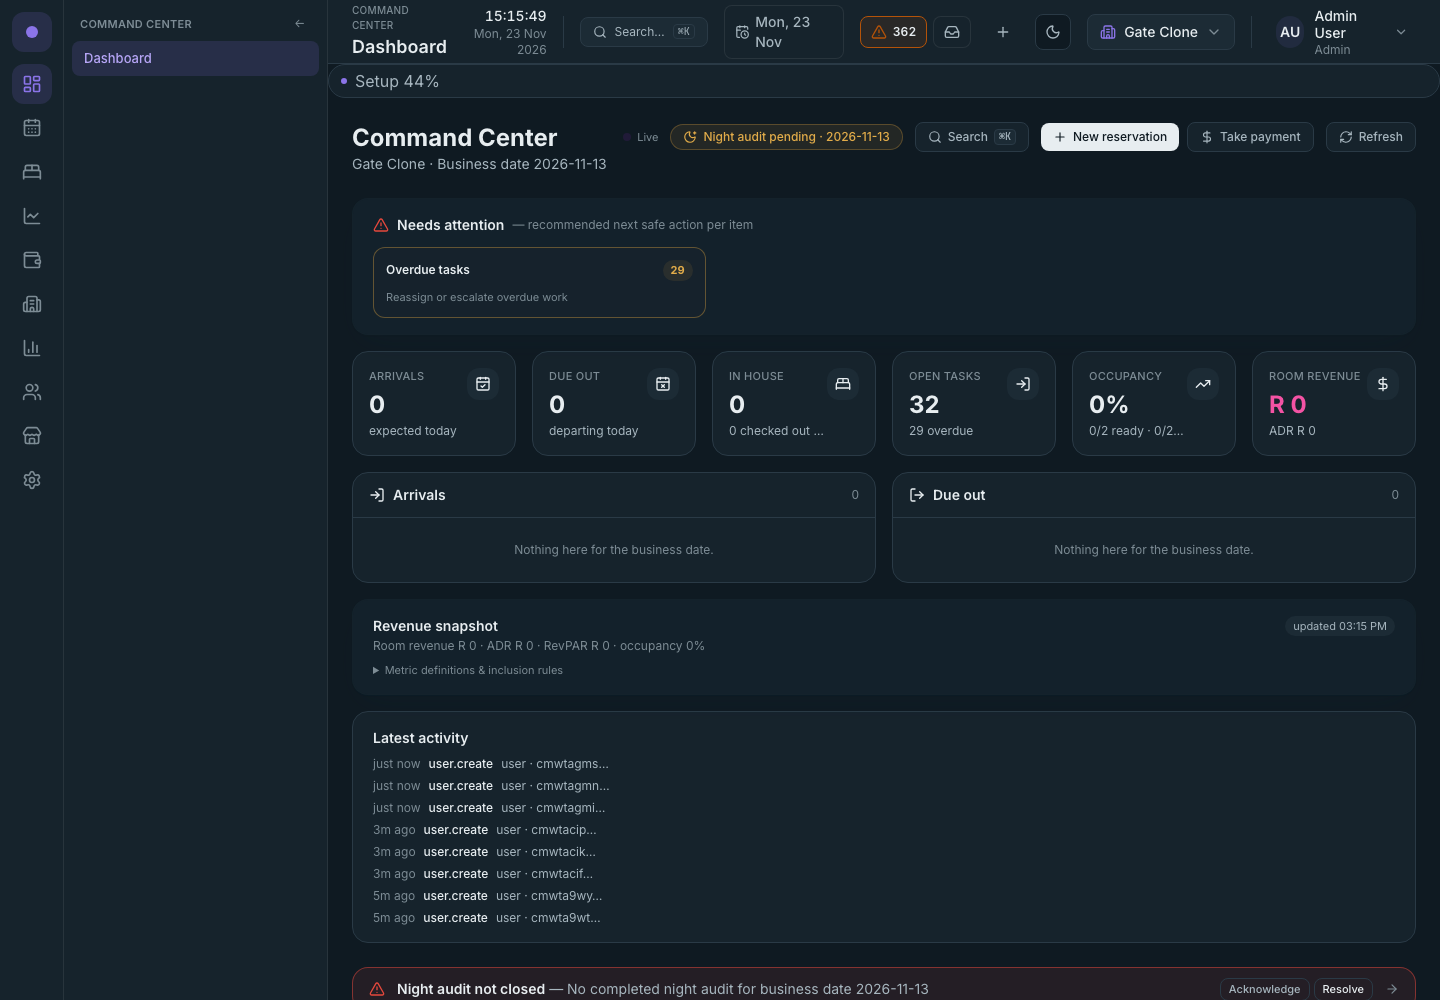 COMMAND CENTER
←
Dashboard
COMMAND
CENTER
Dashboard
15:15:49
Mon, 23 Nov
2026
Search... ⌘K
Mon, 23
Nov
362
Gate Clone
AU
Admin
User
Admin
Setup 44%
Command Center
Gate Clone · Business date 2026-11-13
Live
Night audit pending · 2026-11-13
Search ⌘K
New reservation
Take payment
Refresh
Needs attention — recommended next safe action per item
Overdue tasks 29
Reassign or escalate overdue work
ARRIVALS
0
expected today
DUE OUT
0
departing today
IN HOUSE
0
0 checked out ...
OPEN TASKS
32
29 overdue
OCCUPANCY
0%
0/2 ready · 0/2...
ROOM REVENUE
R 0
ADR R 0
Arrivals 0
Nothing here for the business date.
Due out 0
Nothing here for the business date.
Revenue snapshot updated 03:15 PM
Room revenue R 0 · ADR R 0 · RevPAR R 0 · occupancy 0%
Metric definitions & inclusion rules
Latest activity
just now user.create user · cmwtagms...
just now user.create user · cmwtagmn...
just now user.create user · cmwtagmi...
3m ago user.create user · cmwtacip...
3m ago user.create user · cmwtacik...
3m ago user.create user · cmwtacif...
5m ago user.create user · cmwta9wy...
5m ago user.create user · cmwta9wt...
Night audit not closed — No completed night audit for business date 2026-11-13 Acknowledge Resolve →